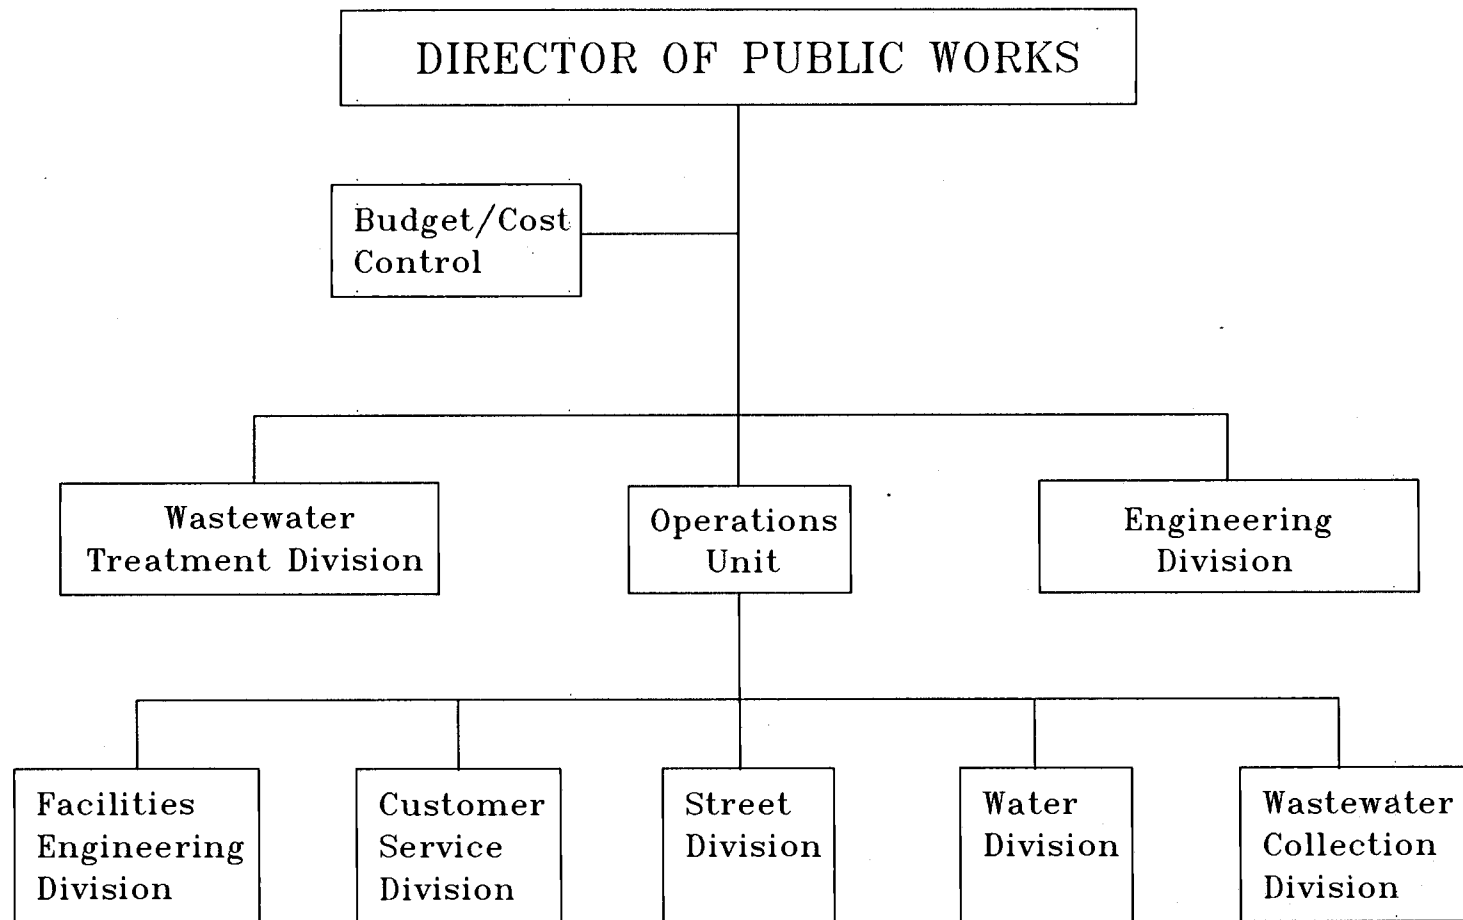 DIRECTOR OF PUBLIC WORKS
Budget/Cost
Control
Wastewater
Treatment Division
Operations
Unit
Engineering
Division
Facilities
Engineering
Division
Customer
Service
Division
Street
Division
Water
Division
Wastewater
Collection
Division